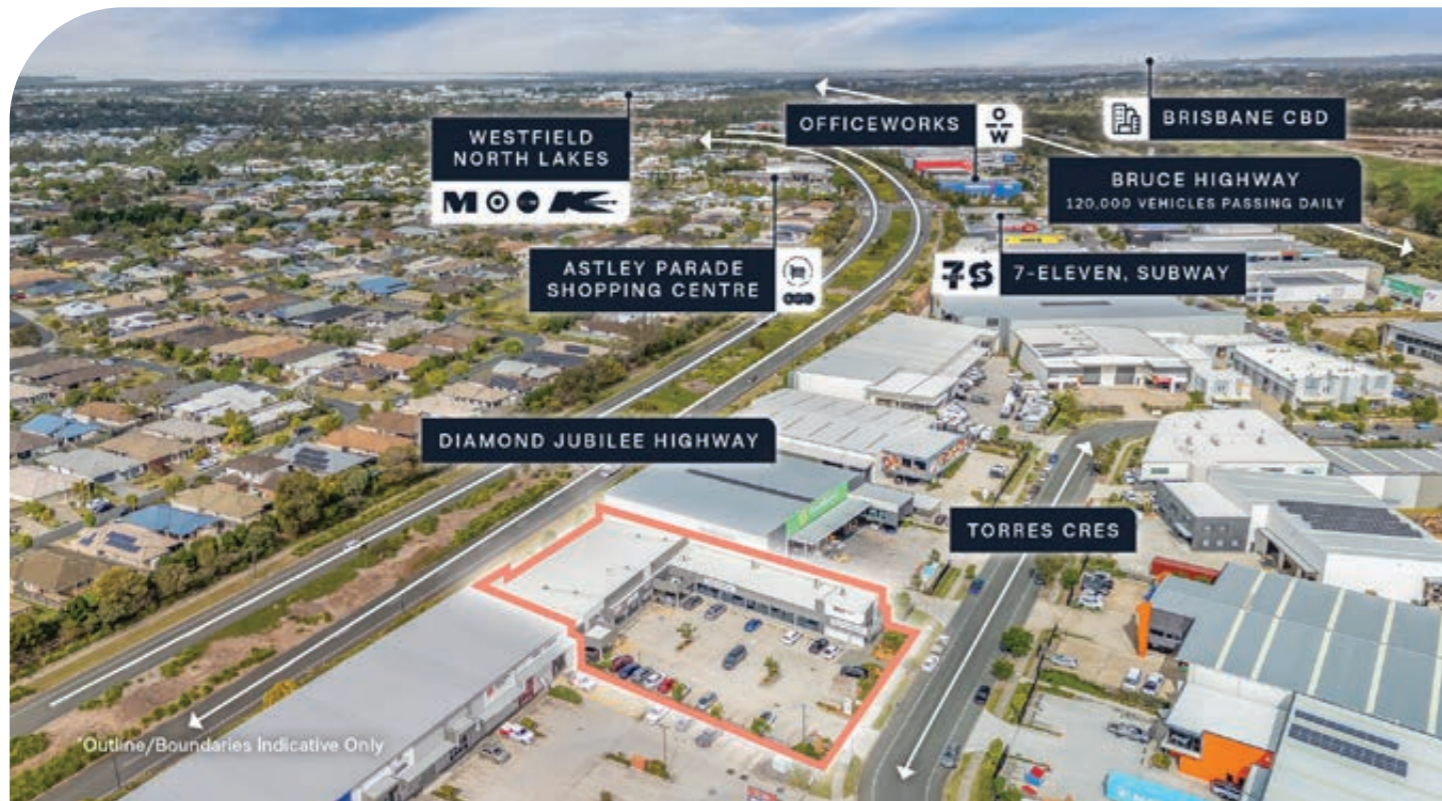 BRISBANE CBD
OFFICEWORKS
O
W
WESTFIELD
NORTH LAKES
BRUCE HIGHWAY
120,000 VEHICLES PASSING DAILY
ASTLEY PARADE
SHOPPING CENTRE
7-ELEVEN, SUBWAY
DIAMOND JUBILEE HIGHWAY
TORRES CRES
*Outline/Boundaries Indicative Only